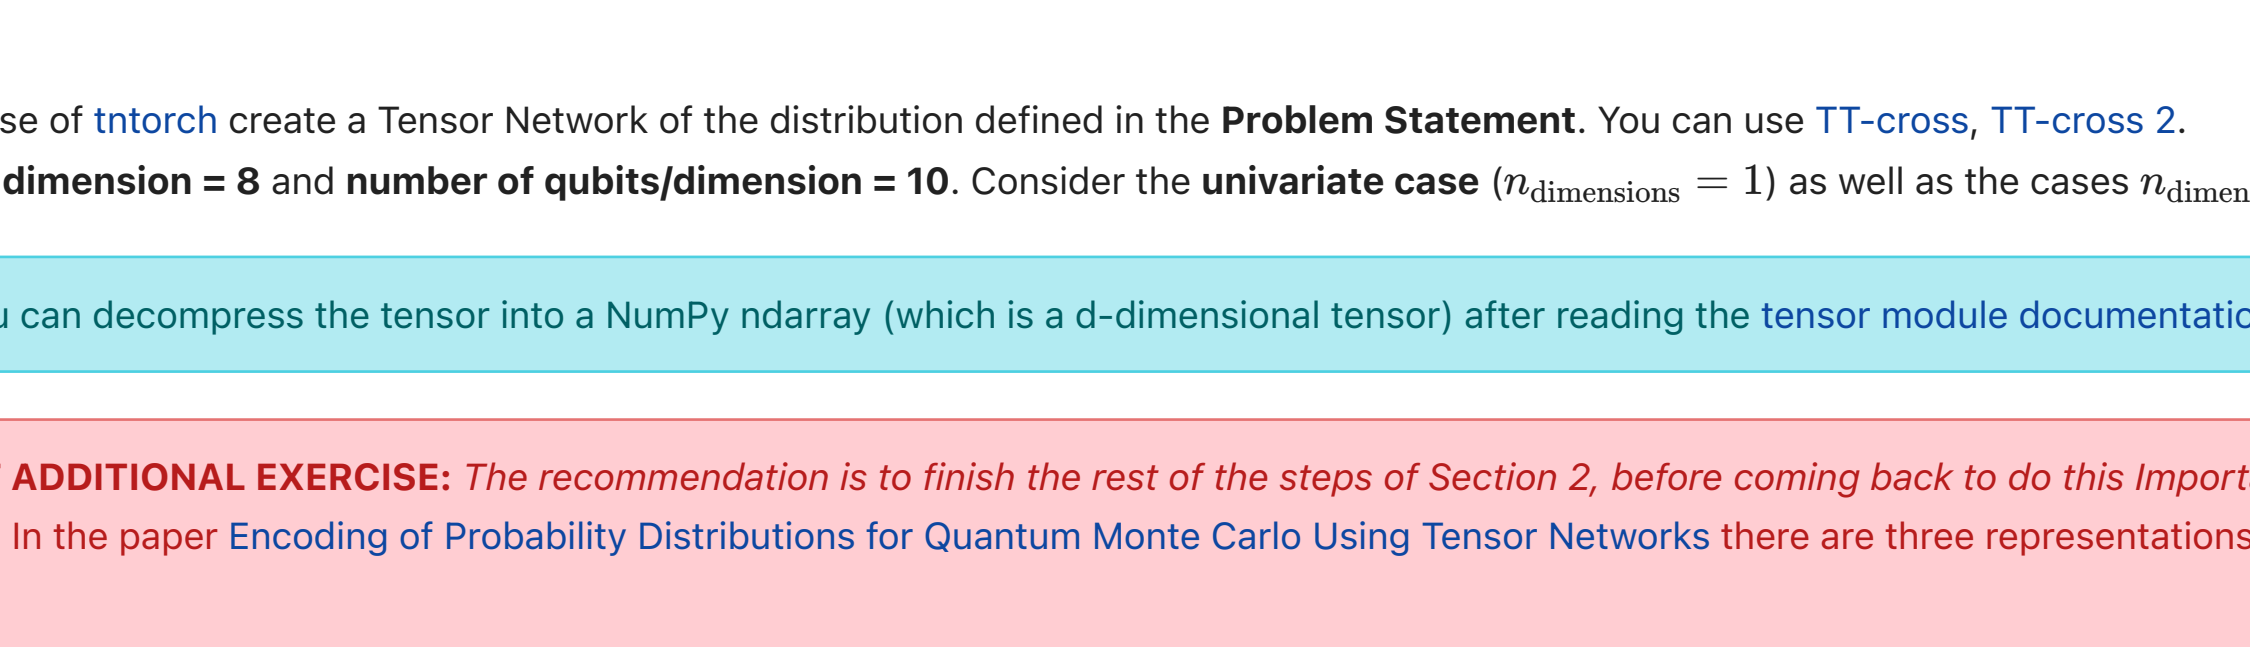 se of tntorch create a Tensor Network of the distribution defined in the Problem Statement. You can use TT-cross, TT-cross 2.
dimension = 8 and number of qubits/dimension = 10. Consider the univariate case (n_dimensions = 1) as well as the cases n_dimen
u can decompress the tensor into a NumPy ndarray (which is a d-dimensional tensor) after reading the tensor module documentatio
ADDITIONAL EXERCISE: The recommendation is to finish the rest of the steps of Section 2, before coming back to do this Import
In the paper Encoding of Probability Distributions for Quantum Monte Carlo Using Tensor Networks there are three representations